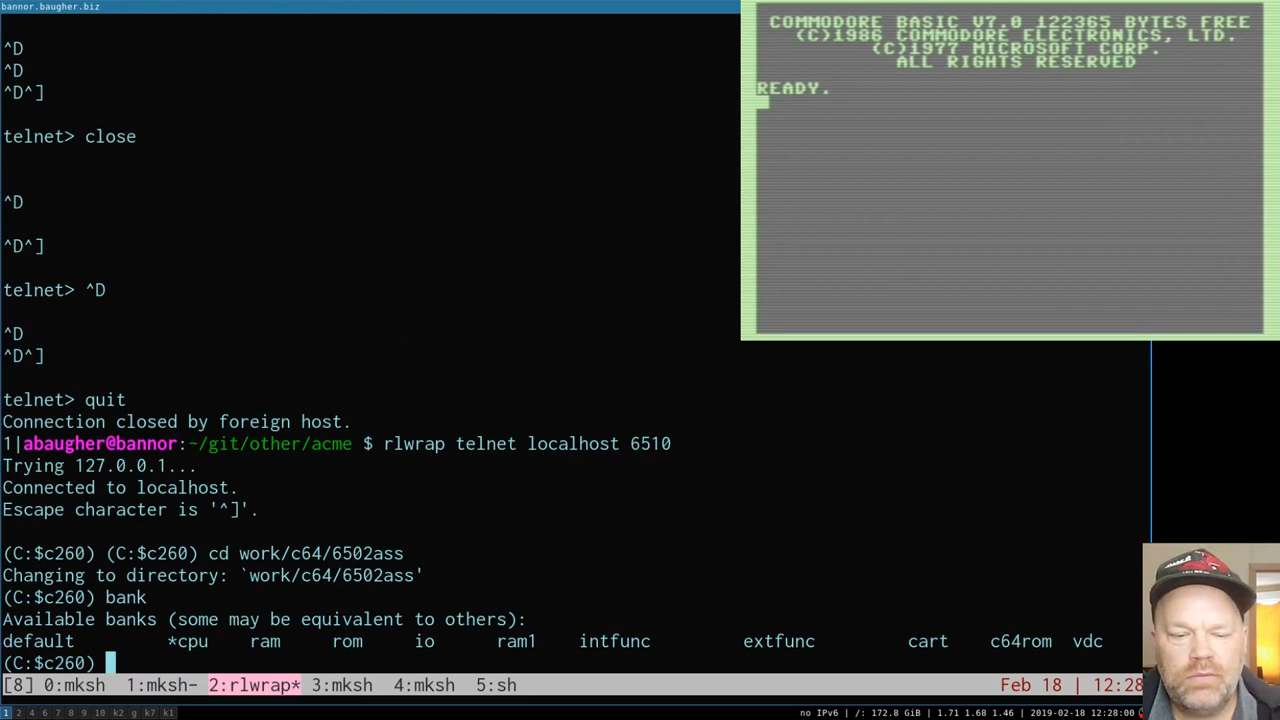 bannor.baugher.biz
^D
^D
^D^]
telnet> close
^D
^D^]
telnet> ^D
^D
^D^]
telnet> quit
Connection closed by foreign host.
1|abaugher@bannor:~/git/other/acme $ rlwrap telnet localhost 6510
Trying 127.0.0.1...
Connected to localhost.
Escape character is '^]'.
(C:$c260) (C:$c260) cd work/c64/6502ass
Changing to directory: `work/c64/6502ass'
(C:$c260) bank
Available banks (some may be equivalent to others):
default *cpu ram rom io ram1 intfunc extfunc cart c64rom vdc
(C:$c260)
[8] 0:mksh 1:mksh- 2:rlwrap* 3:mksh 4:mksh 5:sh Feb 18 | 12:28
1 2 4 5 6 7 8 9 10 k2 g k7 k1 no IPv6 | /: 172.8 GiB | 1.71 1.68 1.46 | 2019-02-18 12:28:00
COMMODORE BASIC V7.0 122365 BYTES FREE
(C)1986 COMMODORE ELECTRONICS, LTD.
(C)1977 MICROSOFT CORP.
ALL RIGHTS RESERVED
READY.